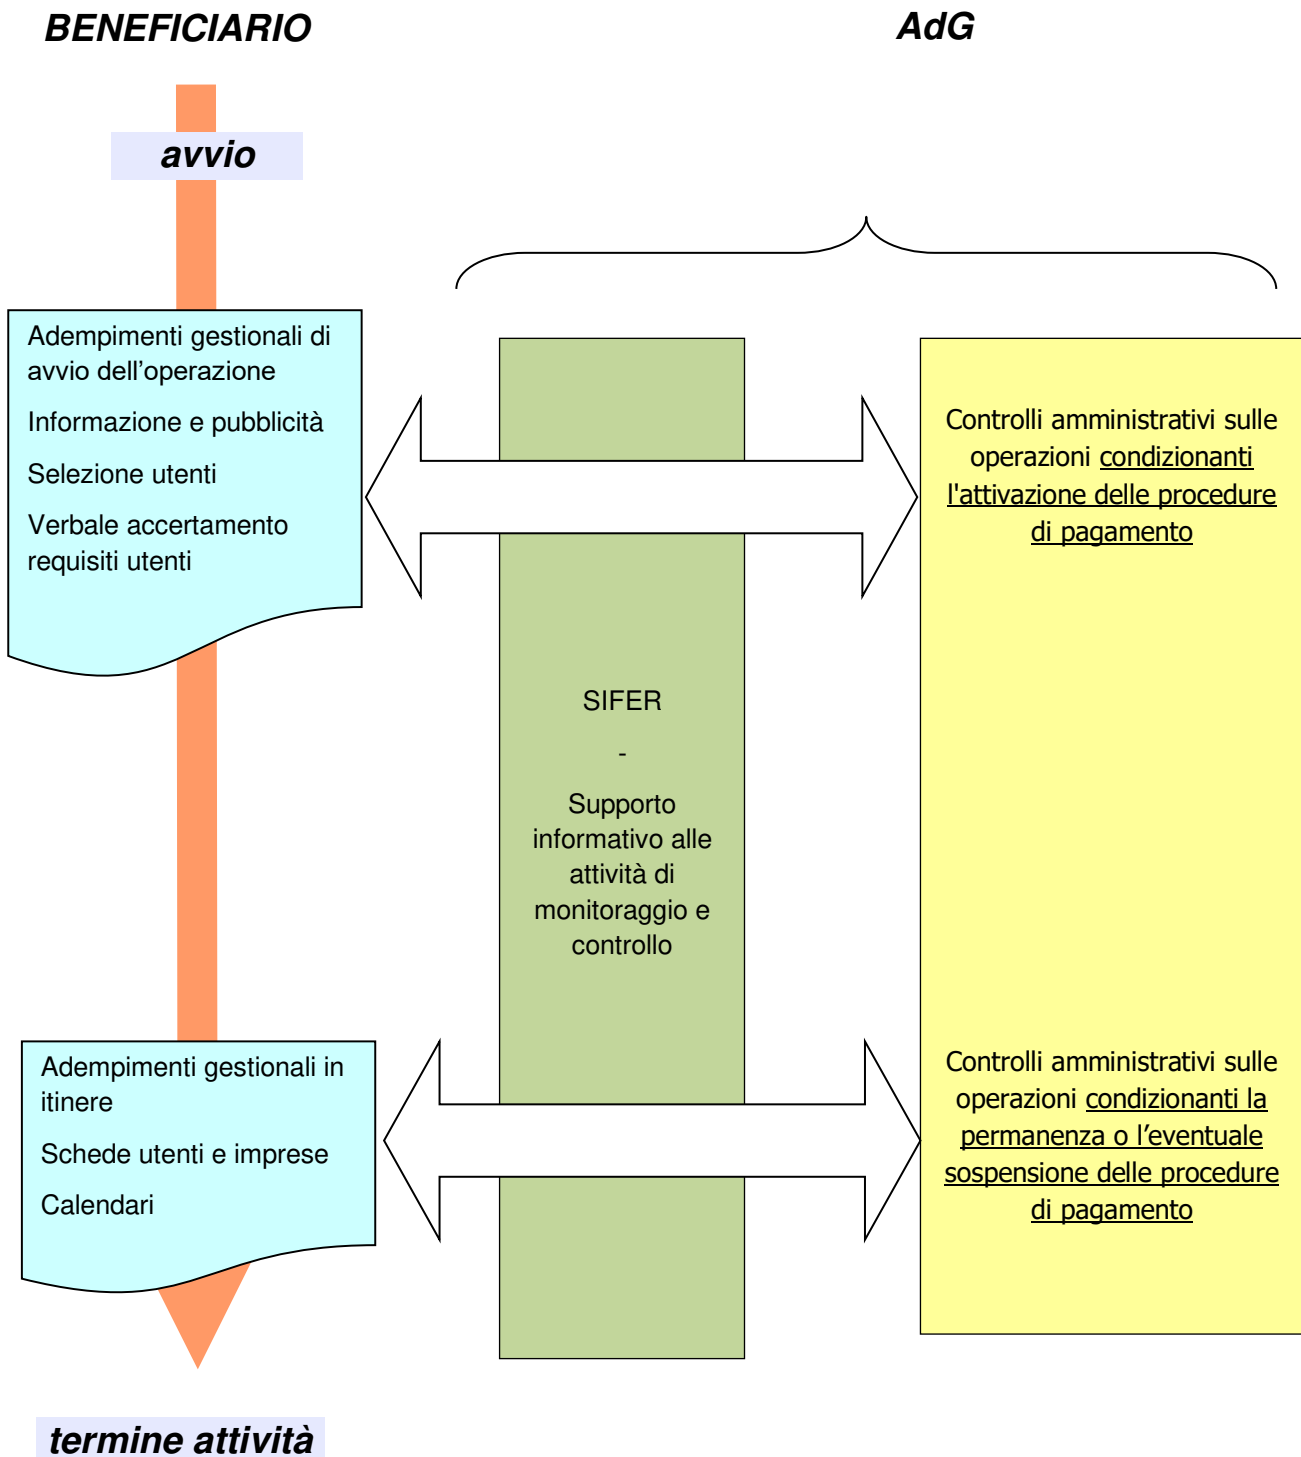 BENEFICIARIO
AdG
avvio
Adempimenti gestionali di
avvio dell’operazione
Informazione e pubblicità
Selezione utenti
Verbale accertamento
requisiti utenti
SIFER
-
Supporto
informativo alle
attività di
monitoraggio e
controllo
Controlli amministrativi sulle
operazioni condizionanti
l'attivazione delle procedure
di pagamento
Adempimenti gestionali in
itinere
Schede utenti e imprese
Calendari
Controlli amministrativi sulle
operazioni condizionanti la
permanenza o l’eventuale
sospensione delle procedure
di pagamento
termine attività